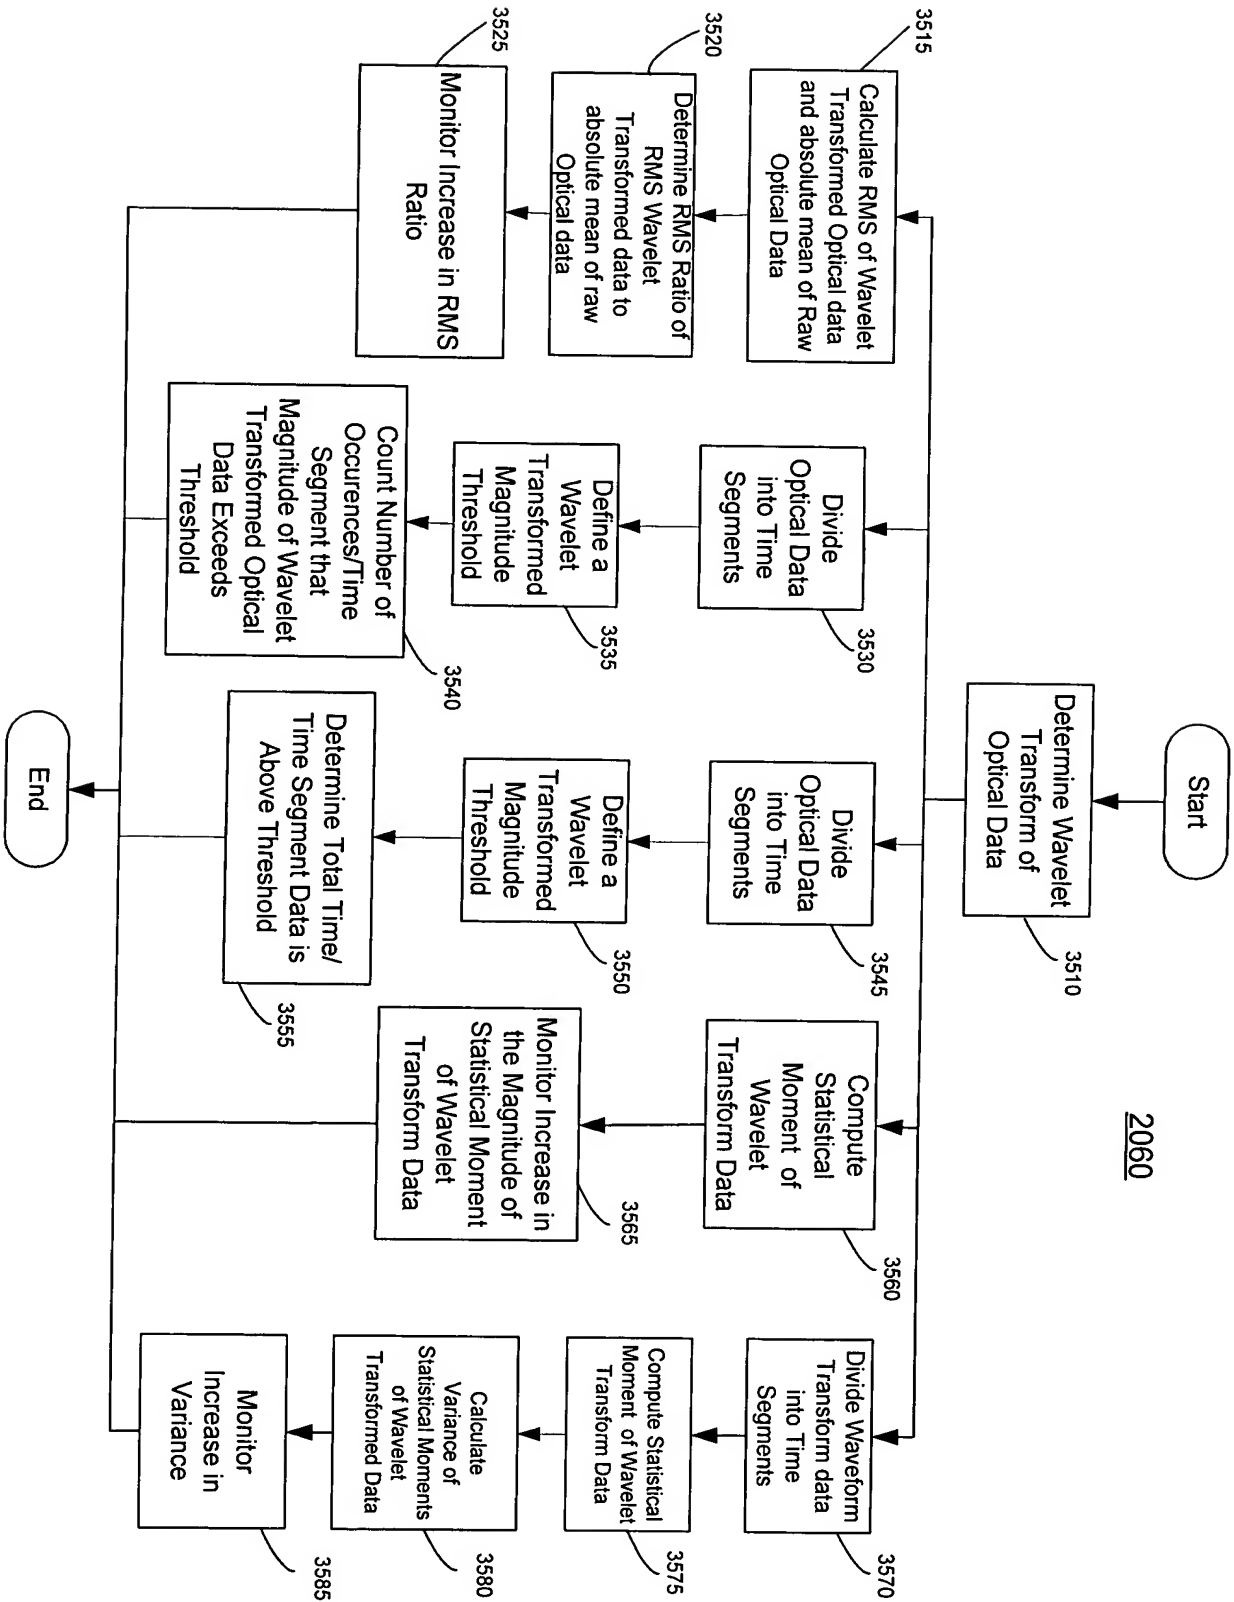 2060
Start
Determine Wavelet
Transform of
Optical Data
3510
3515
Calculate RMS of Wavelet
Transformed Optical data
and absolute mean of Raw
Optical Data
3520
Determine RMS Ratio of
RMS Wavelet
Transformed data to
absolute mean of raw
Optical data
3525
Monitor Increase in RMS
Ratio
Divide
Optical Data
into Time
Segments
3530
Define a
Wavelet
Transformed
Magnitude
Threshold
3535
Count Number of
Occurences/Time
Segment that
Magnitude of Wavelet
Transformed Optical
Data Exceeds
Threshold
3540
Divide
Optical Data
into Time
Segments
3545
Define a
Wavelet
Transformed
Magnitude
Threshold
3550
Determine Total Time/
Time Segment Data is
Above Threshold
3555
Compute
Statistical
Moment of
Wavelet
Transform Data
3560
Monitor Increase in
the Magnitude of
Statistical Moment
of Wavelet
Transform Data
3565
Divide Waveform
Transform data
into Time
Segments
3570
Compute Statistical
Moment of Wavelet
Transform Data
3575
Calculate
Variance of
Statistical Moments
of Wavelet
Transformed Data
3580
Monitor
Increase in
Variance
3585
End